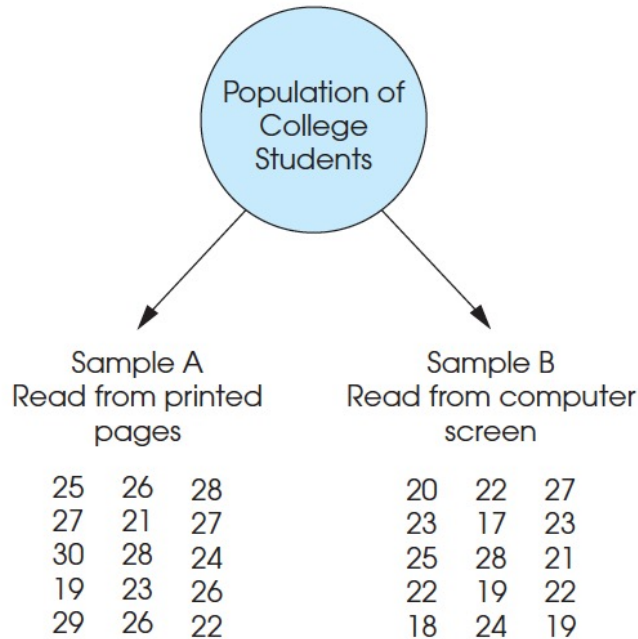 Population of
College
Students
Sample A
Read from printed
pages
25 26 28
27 21 27
30 28 24
19 23 26
29 26 22
Sample B
Read from computer
screen
20 22 27
23 17 23
25 28 21
22 19 22
18 24 19